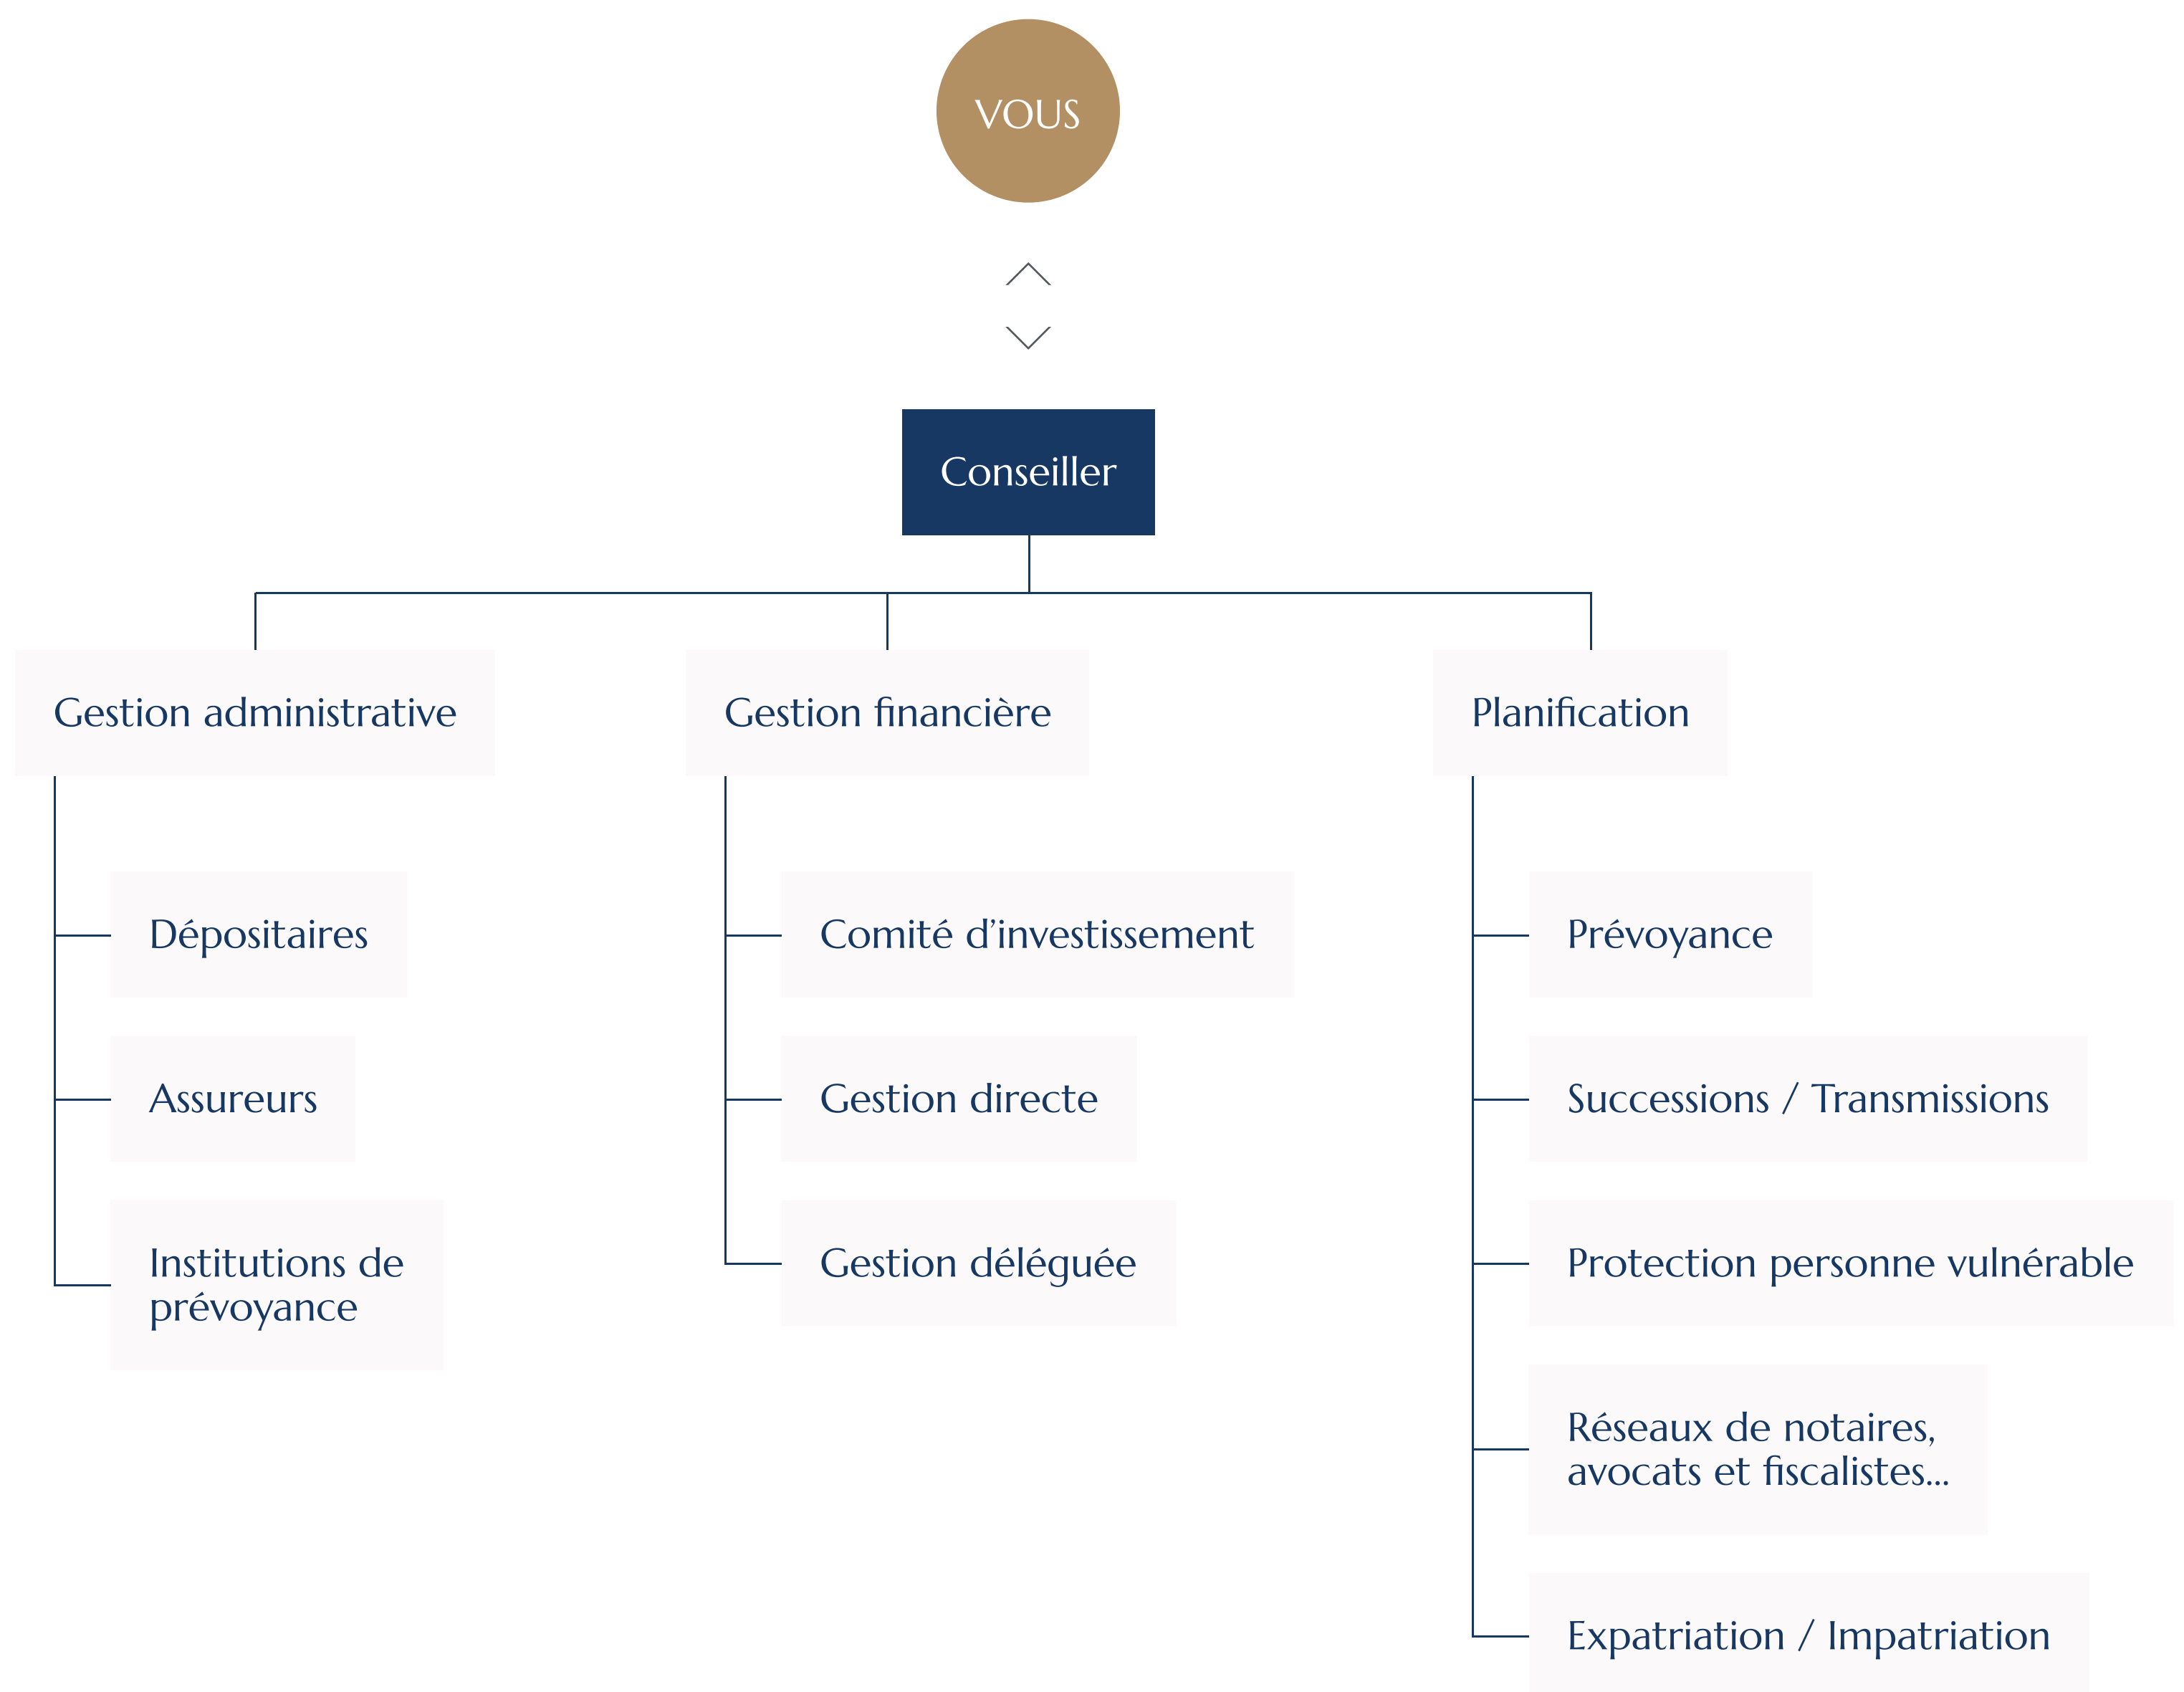 VOUS
Conseiller
Gestion administrative
Gestion financière
Planification
Dépositaires
Assureurs
Institutions de
prévoyance
Comité d’investissement
Gestion directe
Gestion déléguée
Prévoyance
Successions / Transmissions
Protection personne vulnérable
Réseaux de notaires,
avocats et fiscalistes...
Expatriation / Impatriation